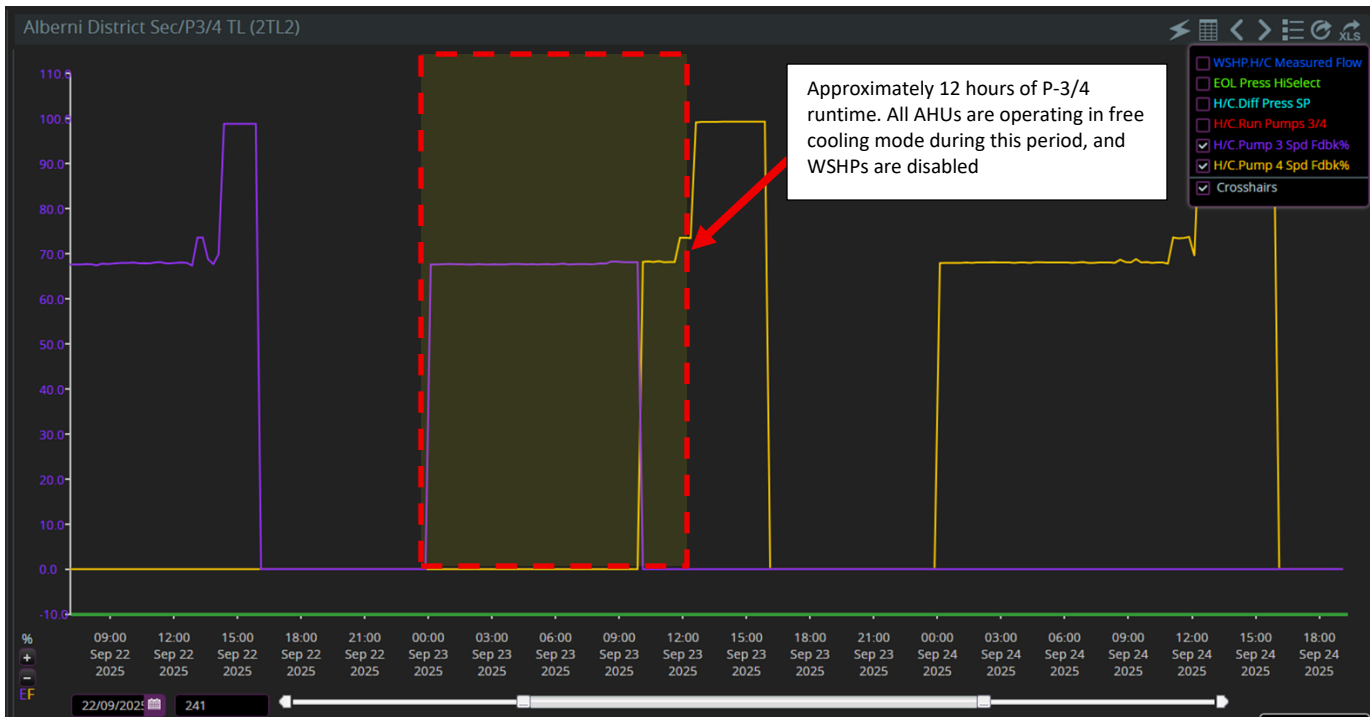 Alberni District Sec/P3/4 TL (2TL2)
XLS
WSHP.H/C Measured Flow
EOL Press HiSelect
H/C.Diff Press SP
H/C.Run Pumps 3/4
H/C.Pump 3 Spd Fdbk%
H/C.Pump 4 Spd Fdbk%
Crosshairs
Approximately 12 hours of P-3/4
runtime. All AHUs are operating in free
cooling mode during this period, and
WSHPs are disabled
110.0
100.0
90.0
80.0
70.0
60.0
50.0
40.0
30.0
20.0
10.0
0.0
-10.0
%
09:00 12:00 15:00 18:00 21:00 00:00 03:00 06:00 09:00 12:00 15:00 18:00 21:00 00:00 03:00 06:00 09:00 12:00 15:00 18:00
Sep 22 Sep 22 Sep 22 Sep 22 Sep 22 Sep 23 Sep 23 Sep 23 Sep 23 Sep 23 Sep 23 Sep 23 Sep 23 Sep 24 Sep 24 Sep 24 Sep 24 Sep 24 Sep 24 Sep 24
2025 2025 2025 2025 2025 2025 2025 2025 2025 2025 2025 2025 2025 2025 2025 2025 2025 2025 2025 2025
+
-
EF
22/09/2025 241